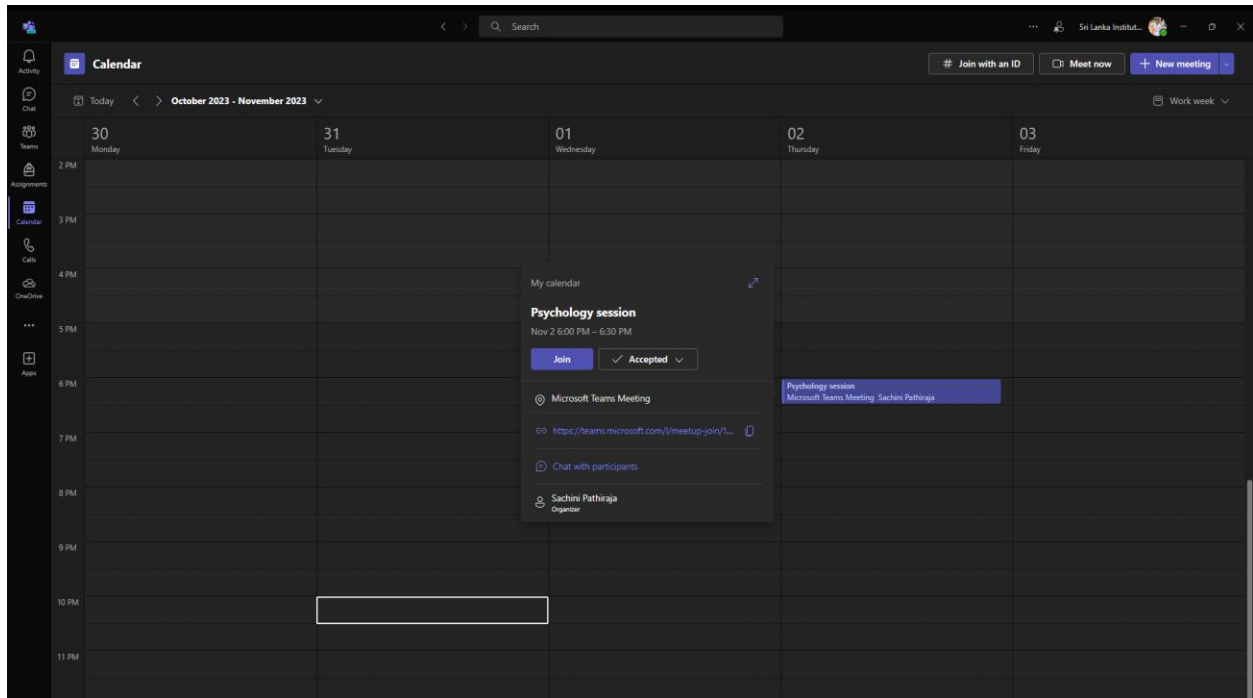 Search
Sri Lanka Institut...
Activity
Chat
Teams
Assignments
Calendar
Calls
OneDrive
Apps
Calendar
# Join with an ID
Meet now
+ New meeting
Today
October 2023 - November 2023
Work week
30
Monday
31
Tuesday
01
Wednesday
02
Thursday
03
Friday
2 PM
3 PM
4 PM
5 PM
6 PM
7 PM
8 PM
9 PM
10 PM
11 PM
My calendar
Psychology session
Nov 2 6:00 PM – 6:30 PM
Join
Accepted
Microsoft Teams Meeting
https://teams.microsoft.com/l/meetup-join/1...
Chat with participants
Sachini Pathiraja
Organizer
Psychology session
Microsoft Teams Meeting Sachini Pathiraja